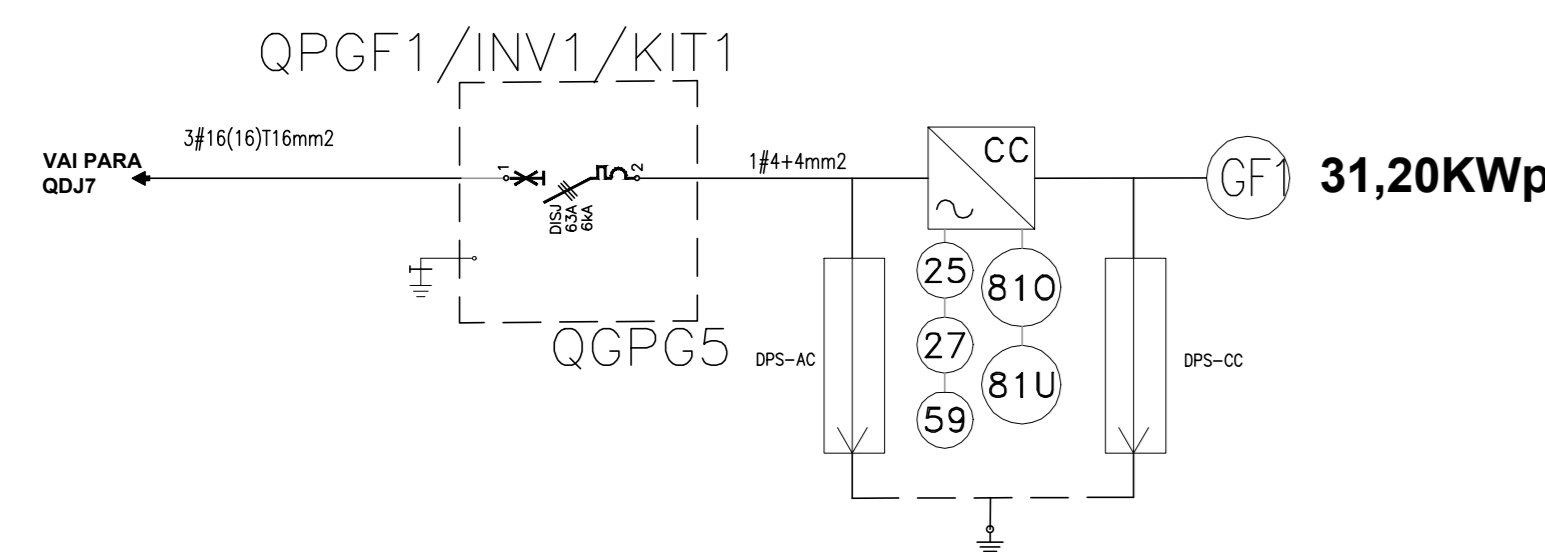 QPGF1/INV1/KIT1
3#16(16)T16mm2
VAI PARA
QDJ7
1
2
DISJ
63A
6kA
1#4+4mm2
CC
GF1
31,20KWp
25
81O
27
81U
59
QGPG5
DPS-AC
DPS-CC